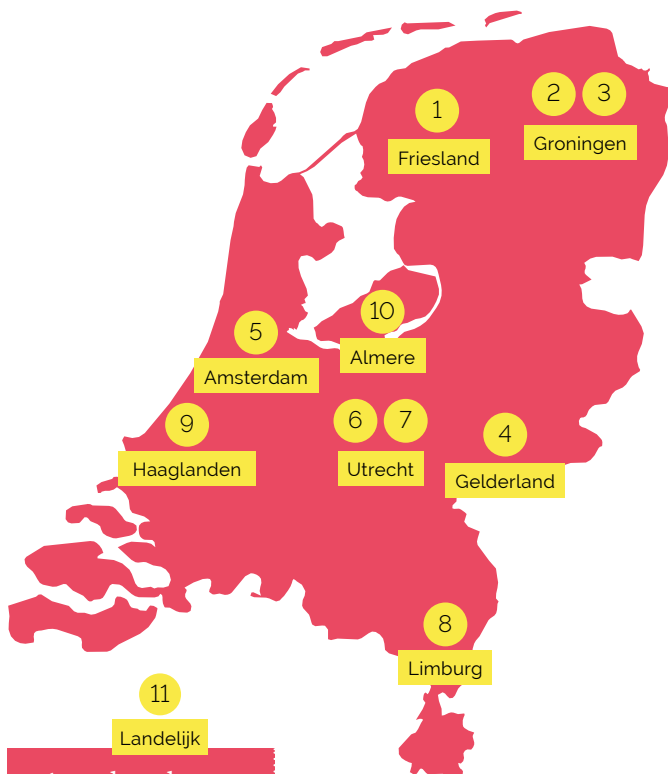 1
Friesland
2 3
Groningen
10
Almere
5
Amsterdam
9
Haaglanden
6 7
Utrecht
4
Gelderland
8
Limburg
11
Landelijk